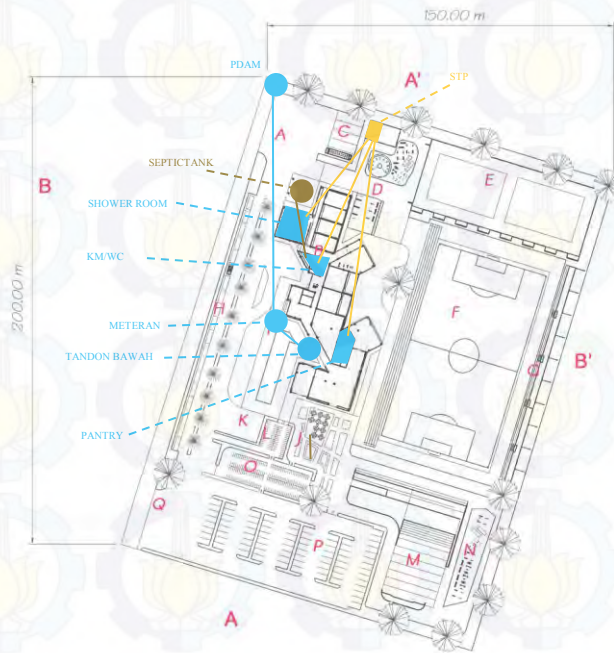 150.00 m
PDAM
A'
STP
A
C
SEPTICTANK
B
D
E
SHOWER ROOM
B
KM/WC
200.00 m
H
F
METERAN
B'
TANDON BAWAH
G
PANTRY
K
L
J
O
Q
P
M
N
A